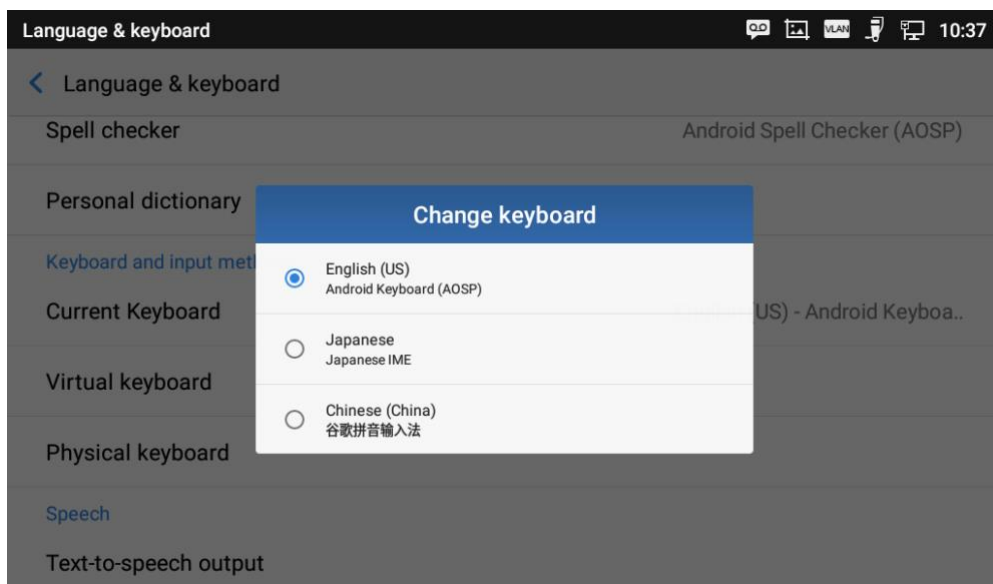 Language & keyboard
VLAN
10:37
Language & keyboard
Spell checker
Android Spell Checker (AOSP)
Personal dictionary
Change keyboard
Keyboard and input met
English (US)
Android Keyboard (AOSP)
Current Keyboard
US) - Android Keyboa..
Japanese
Japanese IME
Virtual keyboard
Chinese (China)
谷歌拼音输入法
Physical keyboard
Speech
Text-to-speech output